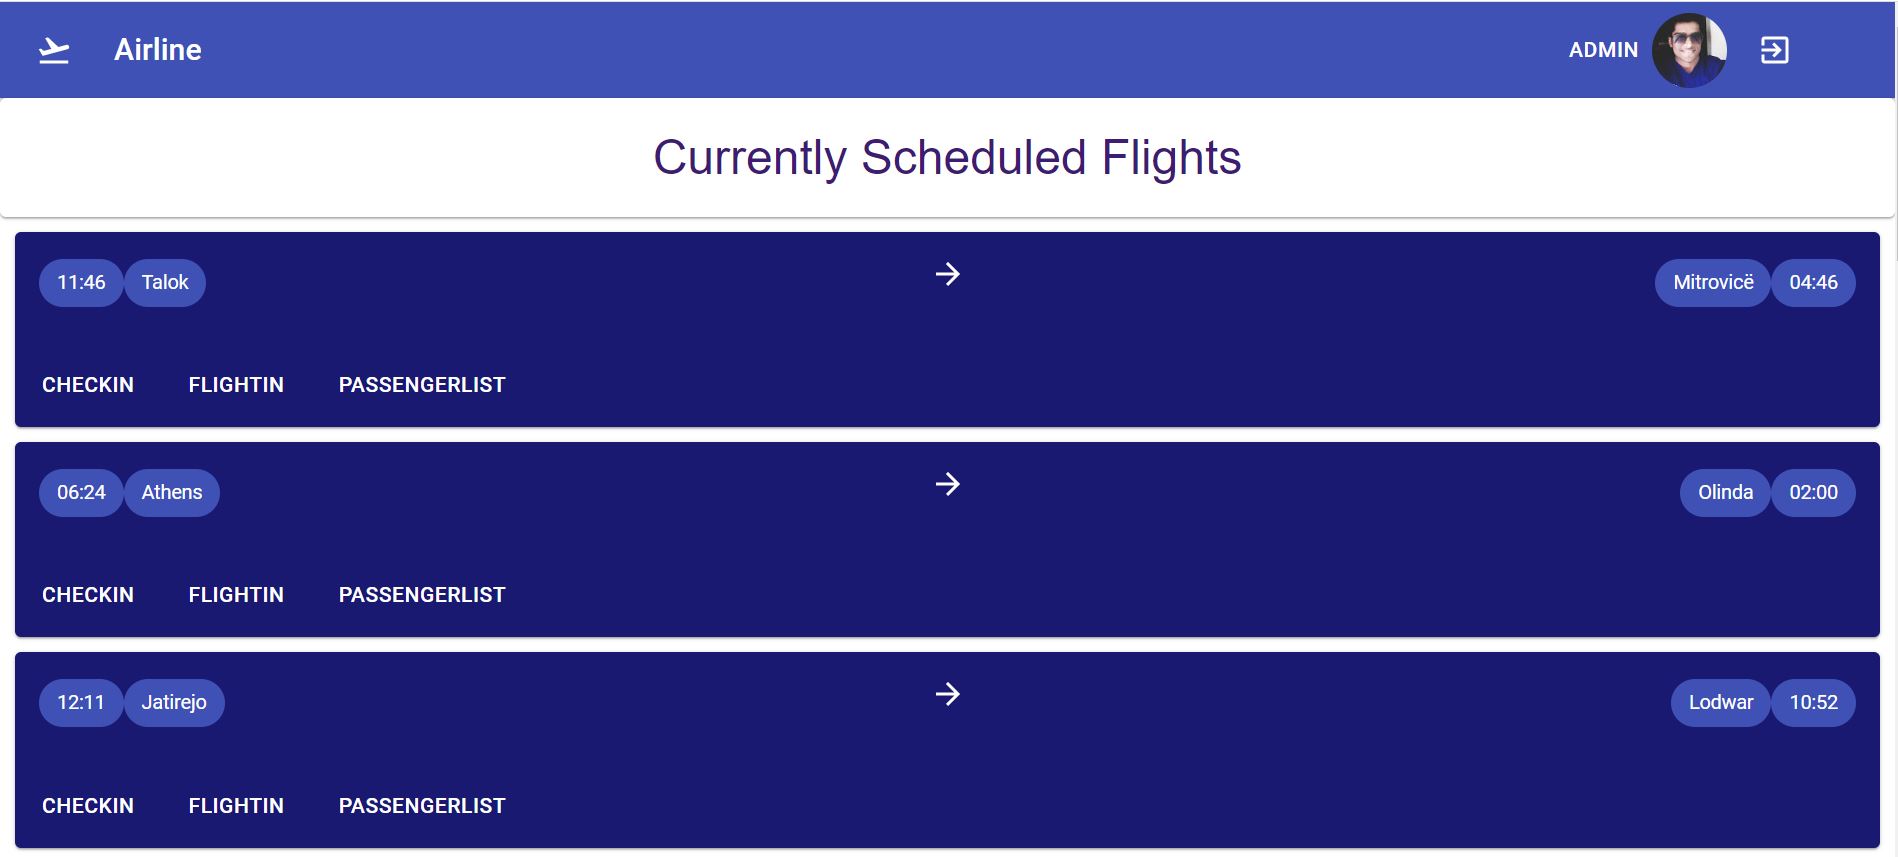 Airline ADMIN
Currently Scheduled Flights
11:46 Talok Mitrovicë 04:46
CHECKIN FLIGHTIN PASSENGERLIST
06:24 Athens Olinda 02:00
CHECKIN FLIGHTIN PASSENGERLIST
12:11 Jatirejo Lodwar 10:52
CHECKIN FLIGHTIN PASSENGERLIST